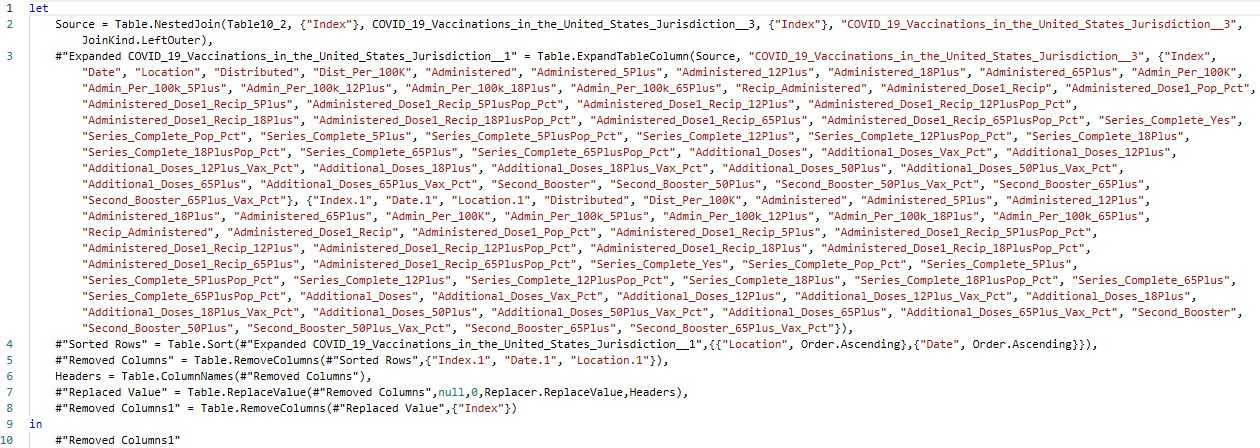 1 let
2 Source = Table.NestedJoin(Table10_2, {"Index"}, COVID_19_Vaccinations_in_the_United_States_Jurisdiction__3, {"Index"}, "COVID_19_Vaccinations_in_the_United_States_Jurisdiction__3",
JoinKind.LeftOuter),
3 #"Expanded COVID_19_Vaccinations_in_the_United_States_Jurisdiction__1" = Table.ExpandTableColumn(Source, "COVID_19_Vaccinations_in_the_United_States_Jurisdiction__3", {"Index",
"Date", "Location", "Distributed", "Dist_Per_100K", "Administered", "Administered_5Plus", "Administered_12Plus", "Administered_18Plus", "Administered_65Plus", "Admin_Per_100K",
"Admin_Per_100k_5Plus", "Admin_Per_100k_12Plus", "Admin_Per_100k_18Plus", "Admin_Per_100k_65Plus", "Recip_Administered", "Administered_Dose1_Recip", "Administered_Dose1_Pop_Pct",
"Administered_Dose1_Recip_5Plus", "Administered_Dose1_Recip_5PlusPop_Pct", "Administered_Dose1_Recip_12Plus", "Administered_Dose1_Recip_12PlusPop_Pct",
"Administered_Dose1_Recip_18Plus", "Administered_Dose1_Recip_18PlusPop_Pct", "Administered_Dose1_Recip_65Plus", "Administered_Dose1_Recip_65PlusPop_Pct", "Series_Complete_Yes",
"Series_Complete_Pop_Pct", "Series_Complete_5Plus", "Series_Complete_5PlusPop_Pct", "Series_Complete_12Plus", "Series_Complete_12PlusPop_Pct", "Series_Complete_18Plus",
"Series_Complete_18PlusPop_Pct", "Series_Complete_65Plus", "Series_Complete_65PlusPop_Pct", "Additional_Doses", "Additional_Doses_Vax_Pct", "Additional_Doses_12Plus",
"Additional_Doses_12Plus_Vax_Pct", "Additional_Doses_18Plus", "Additional_Doses_18Plus_Vax_Pct", "Additional_Doses_50Plus", "Additional_Doses_50Plus_Vax_Pct",
"Additional_Doses_65Plus", "Additional_Doses_65Plus_Vax_Pct", "Second_Booster", "Second_Booster_50Plus", "Second_Booster_50Plus_Vax_Pct", "Second_Booster_65Plus",
"Second_Booster_65Plus_Vax_Pct"}, {"Index.1", "Date.1", "Location.1", "Distributed", "Dist_Per_100K", "Administered", "Administered_5Plus", "Administered_12Plus",
"Administered_18Plus", "Administered_65Plus", "Admin_Per_100K", "Admin_Per_100k_5Plus", "Admin_Per_100k_12Plus", "Admin_Per_100k_18Plus", "Admin_Per_100k_65Plus",
"Recip_Administered", "Administered_Dose1_Recip", "Administered_Dose1_Pop_Pct", "Administered_Dose1_Recip_5Plus", "Administered_Dose1_Recip_5PlusPop_Pct",
"Administered_Dose1_Recip_12Plus", "Administered_Dose1_Recip_12PlusPop_Pct", "Administered_Dose1_Recip_18Plus", "Administered_Dose1_Recip_18PlusPop_Pct",
"Administered_Dose1_Recip_65Plus", "Administered_Dose1_Recip_65PlusPop_Pct", "Series_Complete_Yes", "Series_Complete_Pop_Pct", "Series_Complete_5Plus",
"Series_Complete_5PlusPop_Pct", "Series_Complete_12Plus", "Series_Complete_12PlusPop_Pct", "Series_Complete_18Plus", "Series_Complete_18PlusPop_Pct", "Series_Complete_65Plus",
"Series_Complete_65PlusPop_Pct", "Additional_Doses", "Additional_Doses_Vax_Pct", "Additional_Doses_12Plus", "Additional_Doses_12Plus_Vax_Pct", "Additional_Doses_18Plus",
"Additional_Doses_18Plus_Vax_Pct", "Additional_Doses_50Plus", "Additional_Doses_50Plus_Vax_Pct", "Additional_Doses_65Plus", "Additional_Doses_65Plus_Vax_Pct", "Second_Booster",
"Second_Booster_50Plus", "Second_Booster_50Plus_Vax_Pct", "Second_Booster_65Plus", "Second_Booster_65Plus_Vax_Pct"}),
4 #"Sorted Rows" = Table.Sort(#"Expanded COVID_19_Vaccinations_in_the_United_States_Jurisdiction__1",{{"Location", Order.Ascending},{"Date", Order.Ascending}}),
5 #"Removed Columns" = Table.RemoveColumns(#"Sorted Rows",{"Index.1", "Date.1", "Location.1"}),
6 Headers = Table.ColumnNames(#"Removed Columns"),
7 #"Replaced Value" = Table.ReplaceValue(#"Removed Columns",null,0,Replacer.ReplaceValue,Headers),
8 #"Removed Columns1" = Table.RemoveColumns(#"Replaced Value",{"Index"})
9 in
10 #"Removed Columns1"